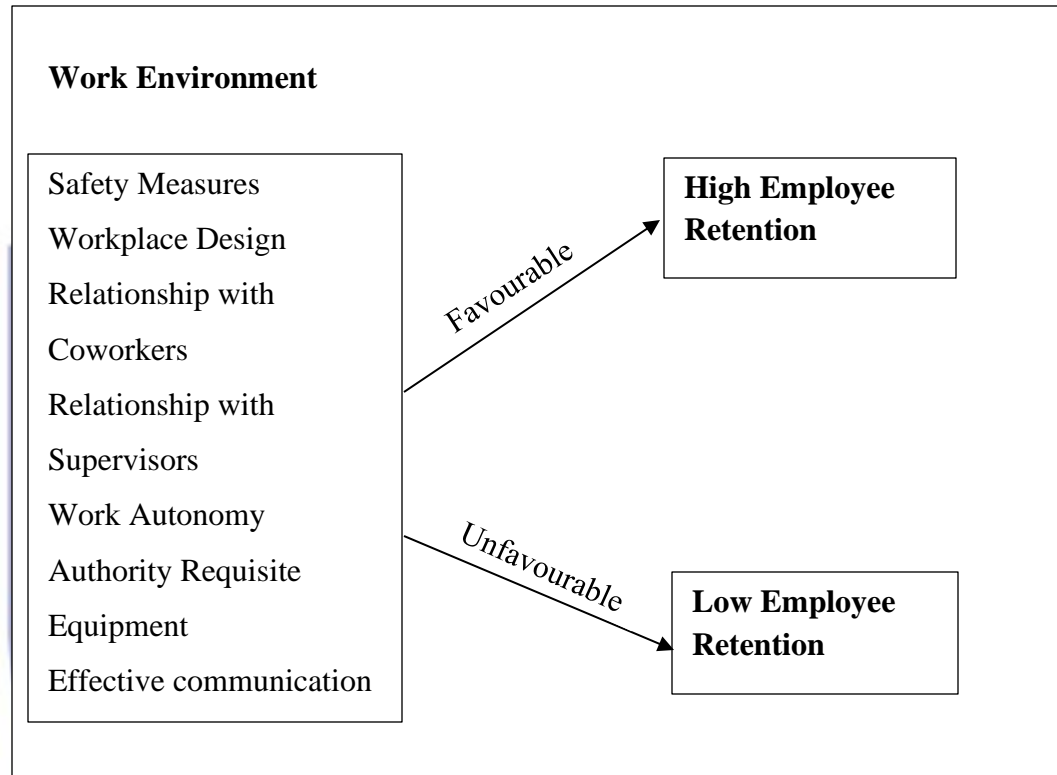 Work Environment
Safety Measures
Workplace Design
Relationship with
Coworkers
Relationship with
Supervisors
Work Autonomy
Authority Requisite
Equipment
Effective communication
Favourable
High Employee
Retention
Unfavourable
Low Employee
Retention